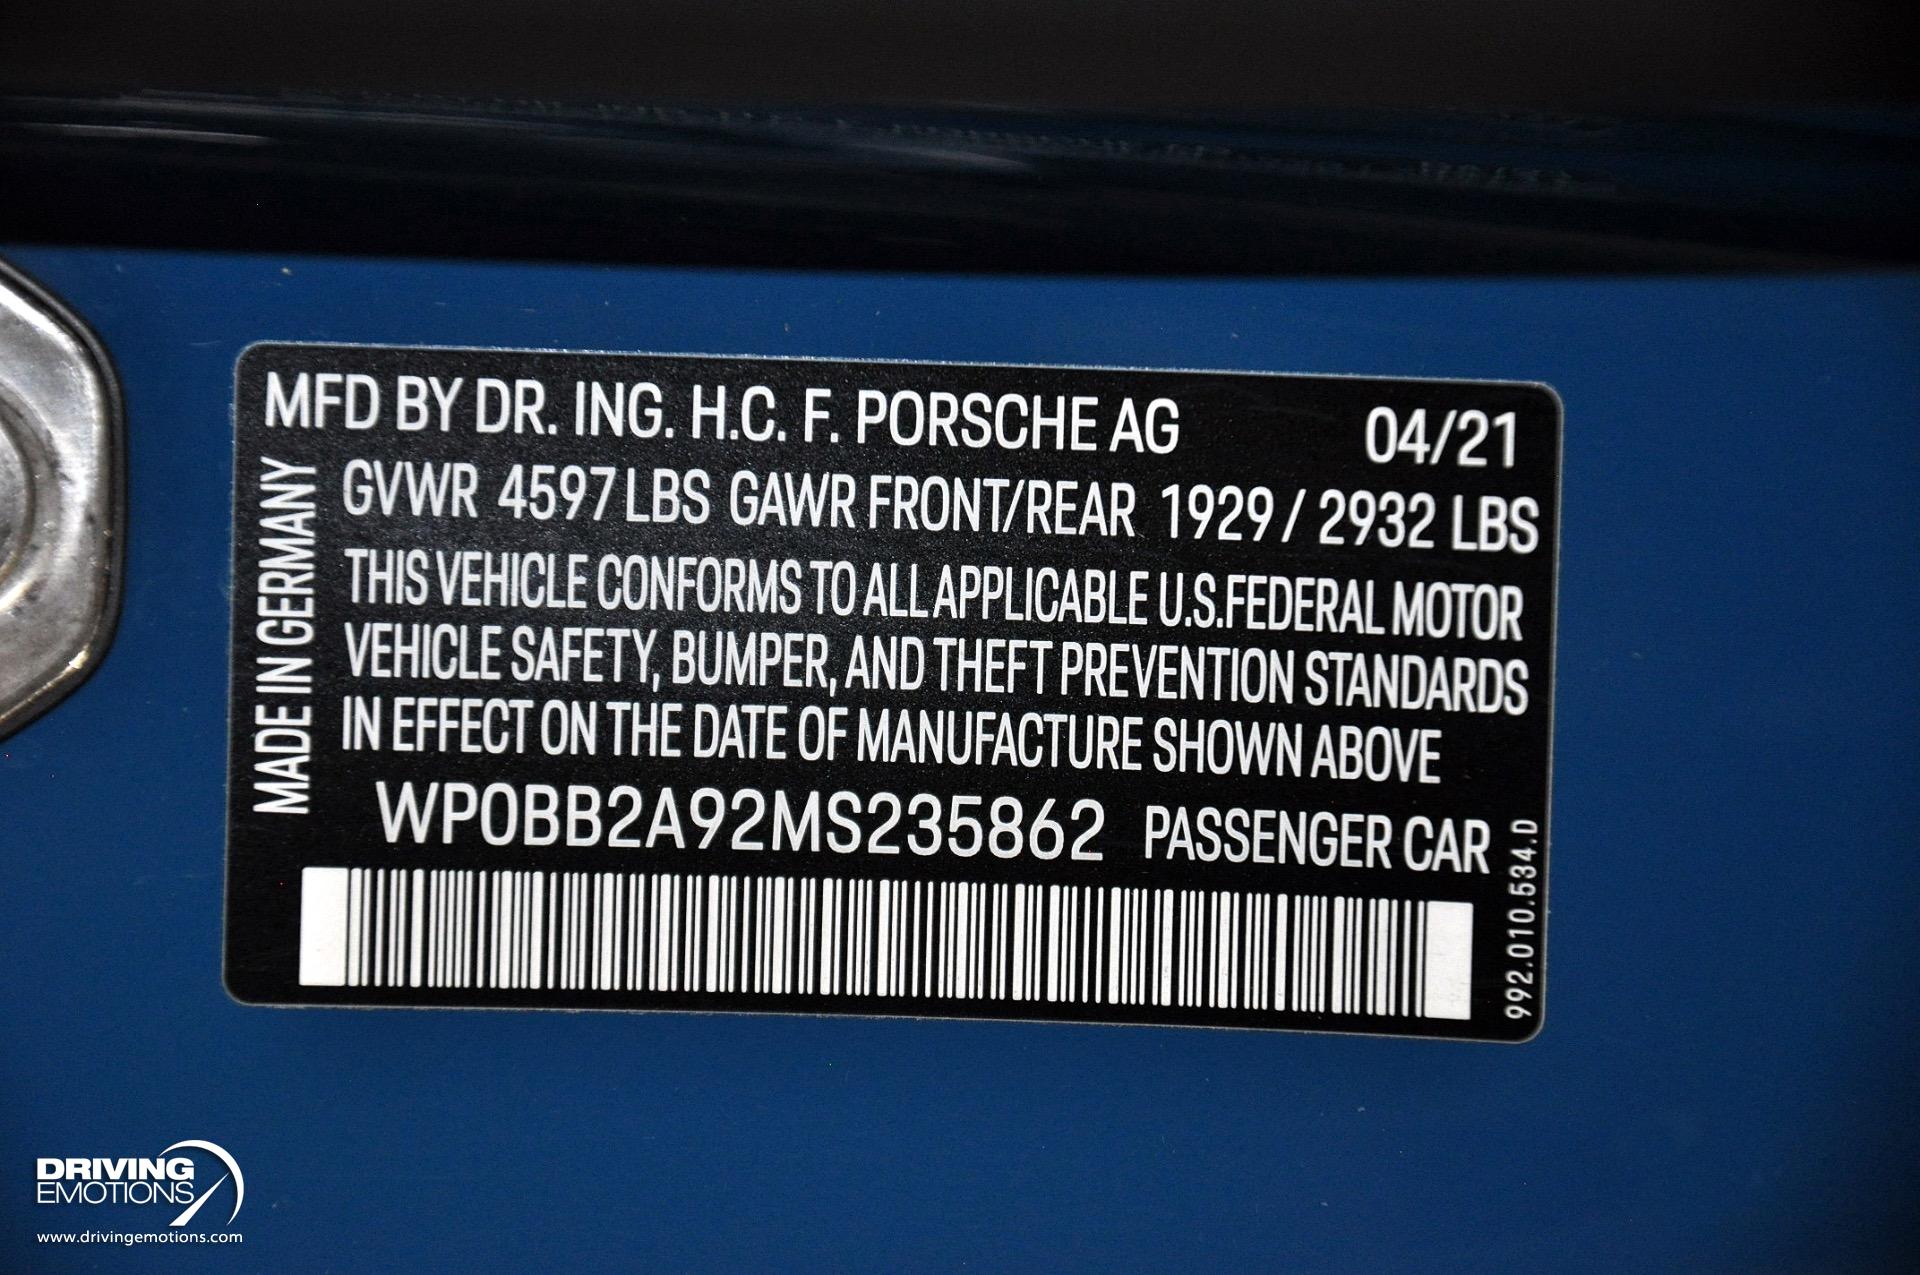 MFD BY DR. ING. H.C. F. PORSCHE AG 04/21
GVWR 4597 LBS GAWR FRONT/REAR 1929 / 2932 LBS
THIS VEHICLE CONFORMS TO ALL APPLICABLE U.S.FEDERAL MOTOR
VEHICLE SAFETY, BUMPER, AND THEFT PREVENTION STANDARDS
IN EFFECT ON THE DATE OF MANUFACTURE SHOWN ABOVE
WP0BB2A92MS235862 PASSENGER CAR
MADE IN GERMANY
992.010.534.D
DRIVING
EMOTIONS
www.drivingemotions.com